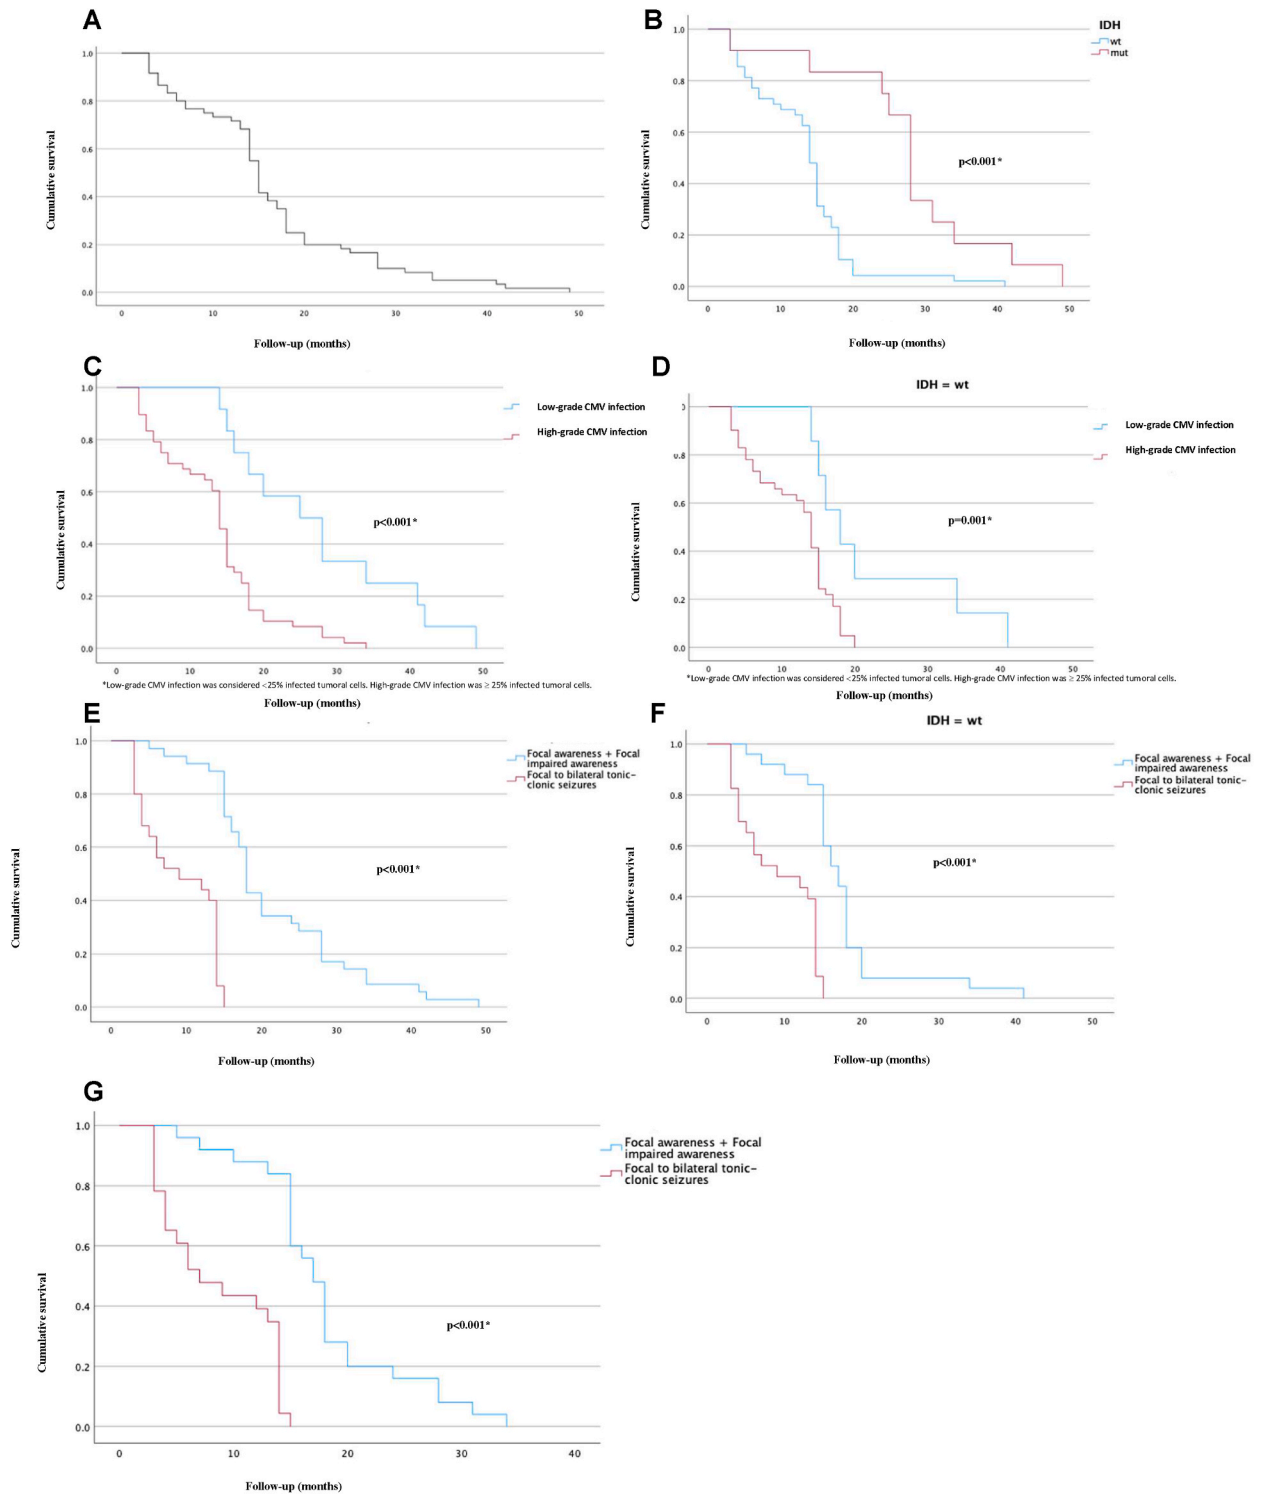 A
1.0
0.8
0.6
0.4
0.2
0.0
0 10 20 30 40 50
Cumulative survival
Follow-up (months)
B
IDH
wt
mut
1.0
0.8
0.6
0.4
0.2
0.0
0 10 20 30 40 50
p<0.001*
Cumulative survival
Follow-up (months)
C
1.0
0.8
0.6
0.4
0.2
0.0
0 10 20 30 40 50
Low-grade CMV infection
High-grade CMV infection
p<0.001*
Cumulative survival
*Low-grade CMV infection was considered <25% infected tumoral cells. High-grade CMV infection was ≥ 25% infected tumoral cells.
Follow-up (months)
D
IDH = wt
0.8
0.6
0.4
0.2
0.0
0 10 20 30 40 50
Low-grade CMV infection
High-grade CMV infection
p=0.001*
Cumulative survival
*Low-grade CMV infection was considered <25% infected tumoral cells. High-grade CMV infection was ≥ 25% infected tumoral cells.
Follow-up (months)
E
1.0
0.8
0.6
0.4
0.2
0.0
0 10 20 30 40 50
Focal awareness + Focal
impaired awareness
Focal to bilateral tonic-
clonic seizures
p<0.001*
Cumulative survival
Follow-up (months)
F
IDH = wt
1.0
0.8
0.6
0.4
0.2
0.0
0 10 20 30 40 50
Focal awareness + Focal
impaired awareness
Focal to bilateral tonic-
clonic seizures
p<0.001*
Cumulative survival
Follow-up (months)
G
1.0
0.8
0.6
0.4
0.2
0.0
0 10 20 30 40
Focal awareness + Focal
impaired awareness
Focal to bilateral tonic-
clonic seizures
p<0.001*
Cumulative survival
Follow-up (months)